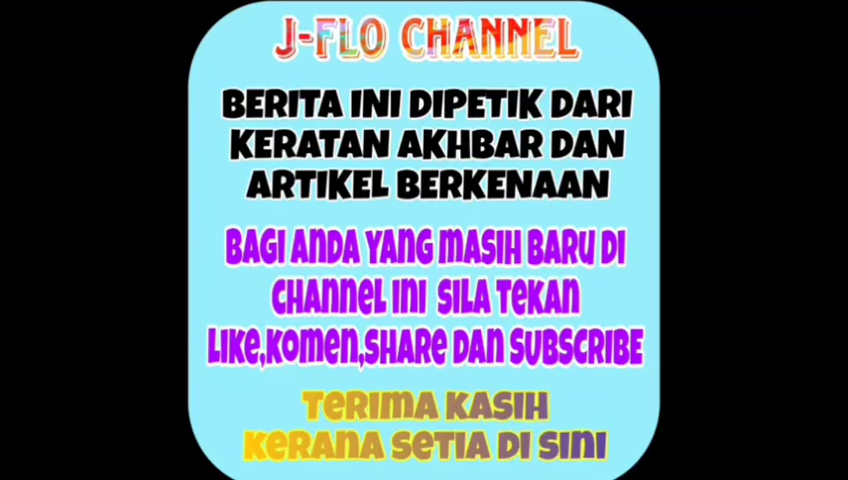 J-FLO CHANNEL
BERITA INI DIPETIK DARI
KERATAN AKHBAR DAN
ARTIKEL BERKENAAN
BAGI ANDA YANG MASIH BARU DI
CHANNEL INI SILA TEKAN
LIKE,KOMEN,SHARE DAN SUBSCRIBE
TERIMA KASIH
KERANA SETIA DI SINI